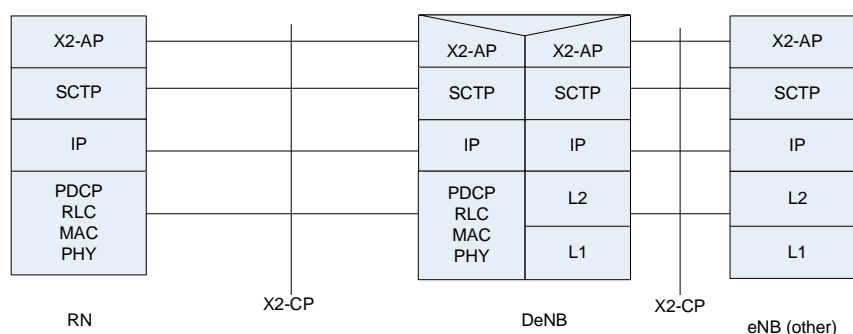 X2-AP
SCTP
IP
PDCP
RLC
MAC
PHY
RN
X2-CP
X2-AP X2-AP
SCTP SCTP
IP IP
PDCP
RLC
MAC
PHY
L2
L1
DeNB
X2-CP
X2-AP
SCTP
IP
L2
L1
eNB (other)